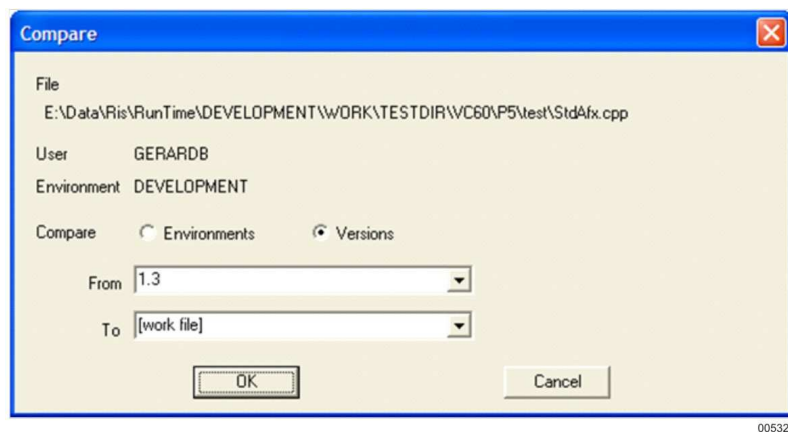 Compare
File
E:\Data\Ris\RunTime\DEVELOPMENT\WORK\TESTDIR\VC60\P5\test\StdAfx.cpp
User GERARDB
Environment DEVELOPMENT
Compare Environments Versions
From 1.3
To [work file]
OK Cancel
00532